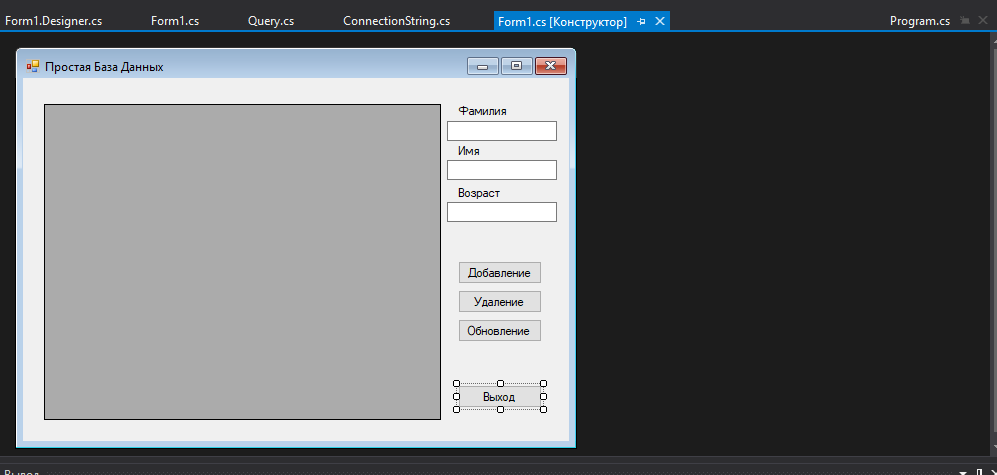 Form1.Designer.cs Form1.cs Query.cs ConnectionString.cs Form1.cs [Конструктор] Program.cs
Простая База Данных
Фамилия
Имя
Возраст
Добавление
Удаление
Обновление
Выход
Вывод